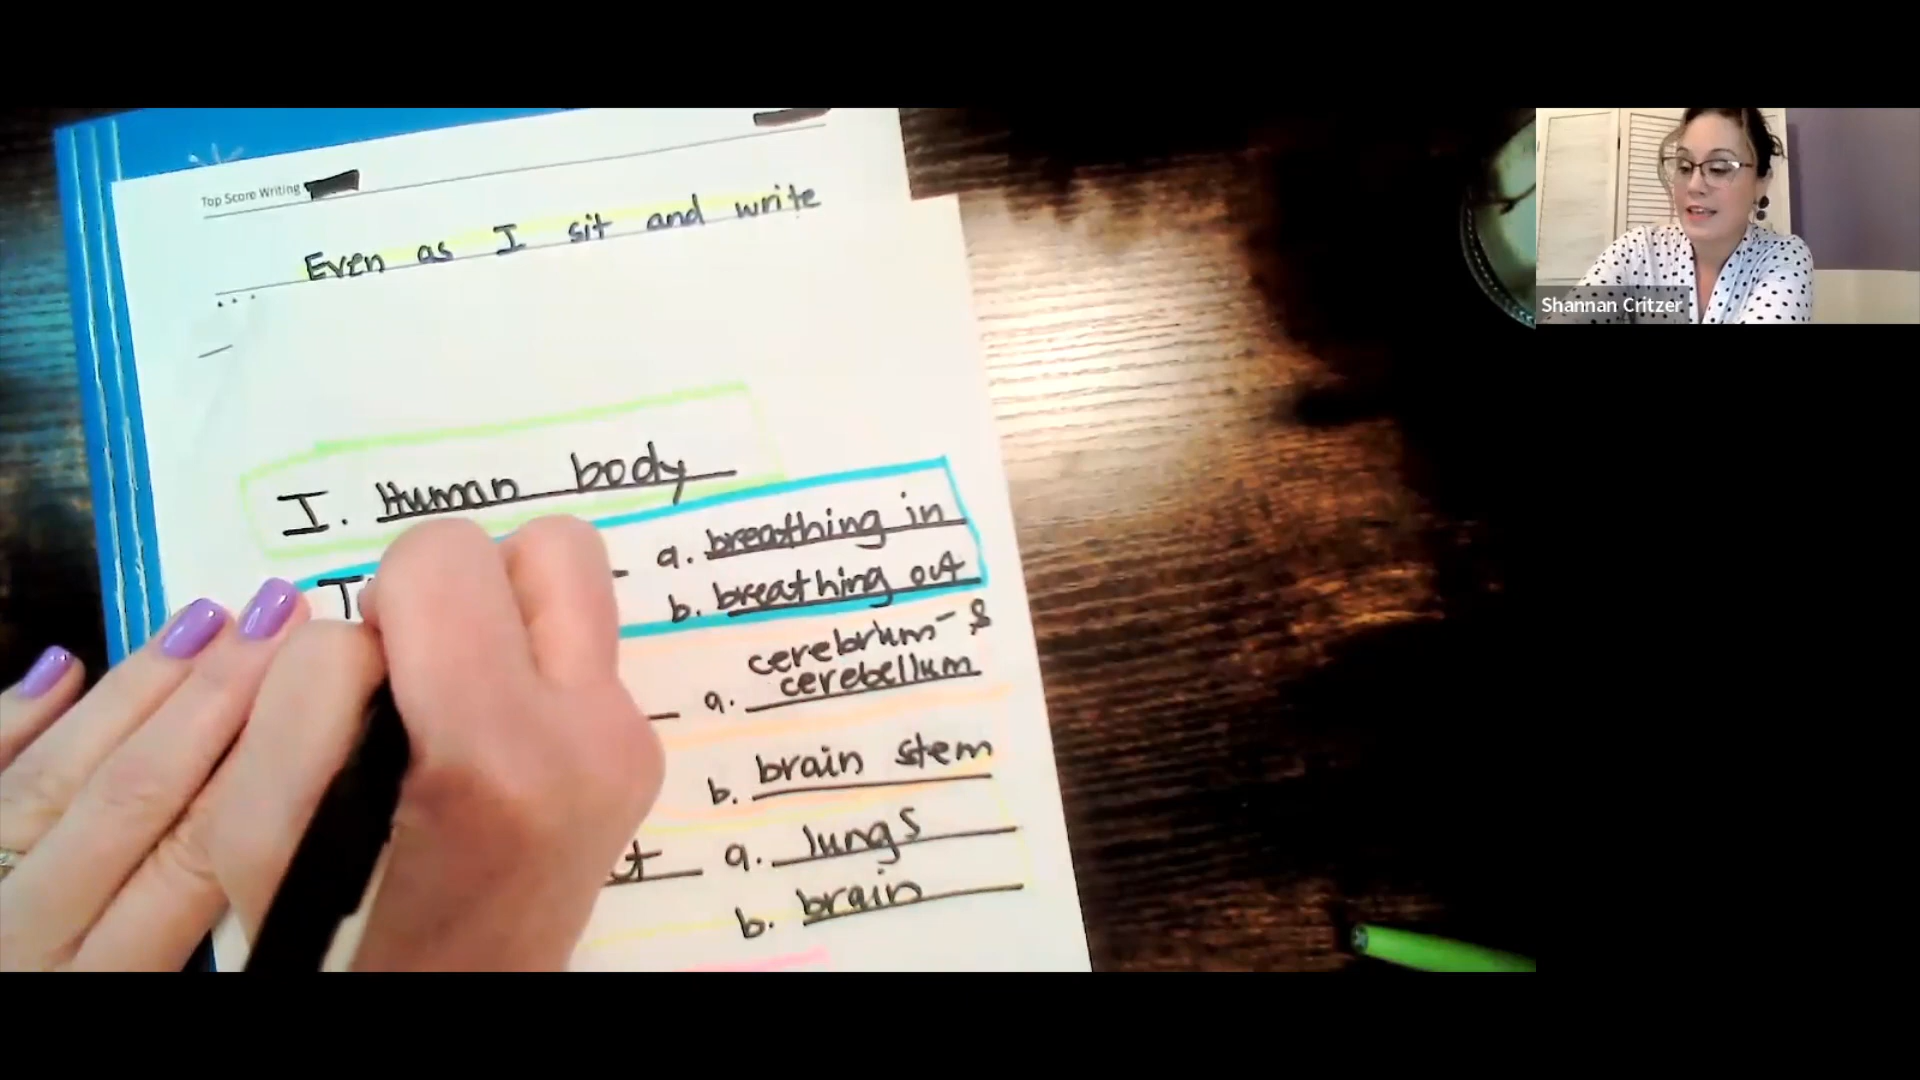 Top Score Writing
Even as I sit and write
...
I. Human body
a. breathing in
b. breathing out
cerebrum &
a. cerebellum
b. brain stem
a. lungs
b. brain
Shannan Critzer